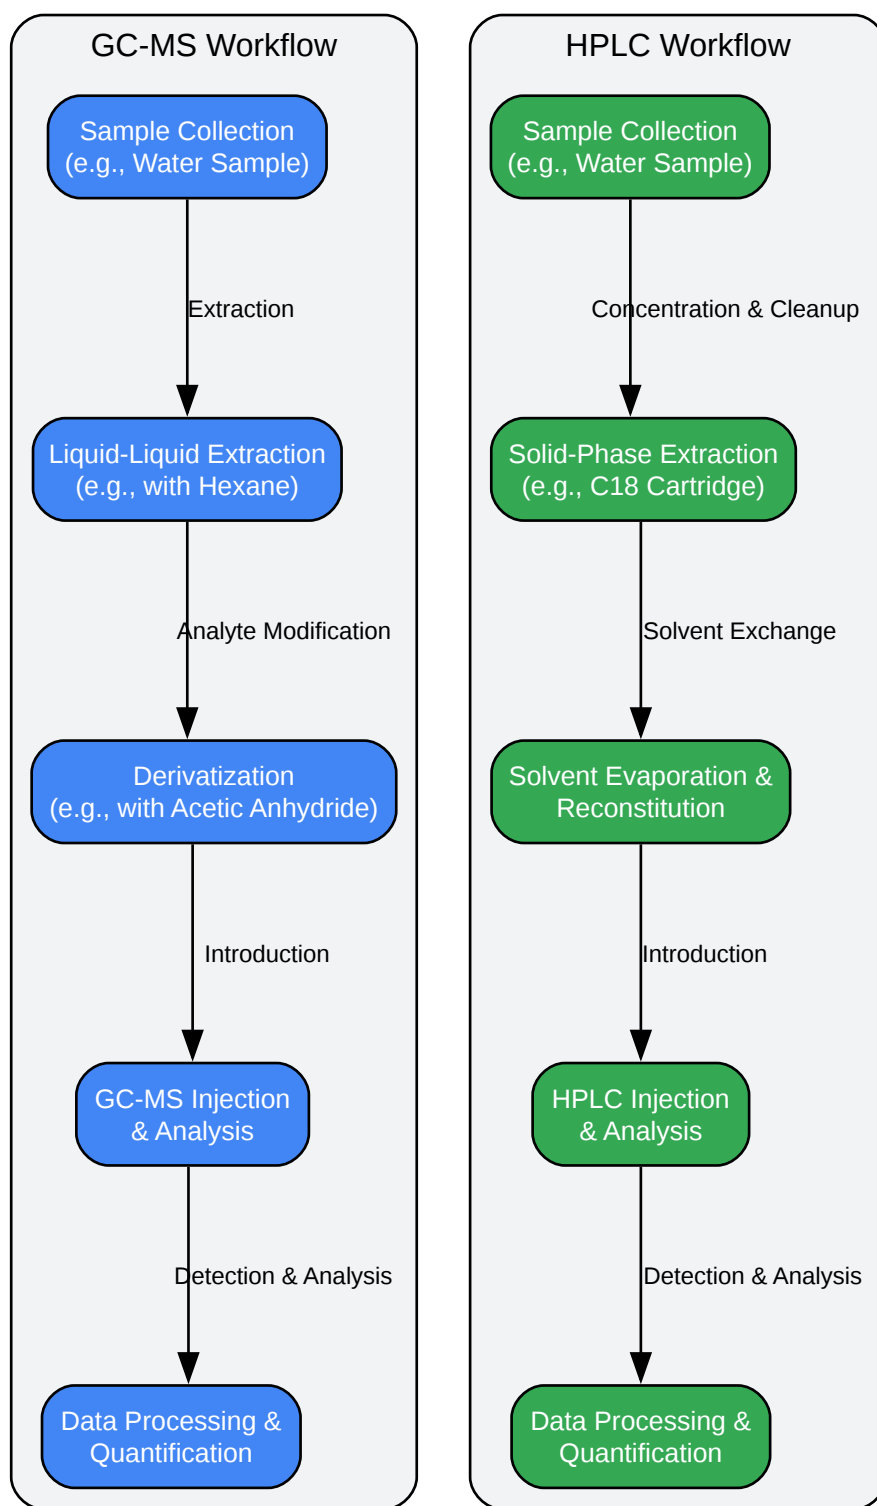 GC-MS Workflow
Sample Collection
(e.g., Water Sample)
Extraction
Liquid-Liquid Extraction
(e.g., with Hexane)
Analyte Modification
Derivatization
(e.g., with Acetic Anhydride)
Introduction
GC-MS Injection
& Analysis
Detection & Analysis
Data Processing &
Quantification
HPLC Workflow
Sample Collection
(e.g., Water Sample)
Concentration & Cleanup
Solid-Phase Extraction
(e.g., C18 Cartridge)
Solvent Exchange
Solvent Evaporation &
Reconstitution
Introduction
HPLC Injection
& Analysis
Detection & Analysis
Data Processing &
Quantification